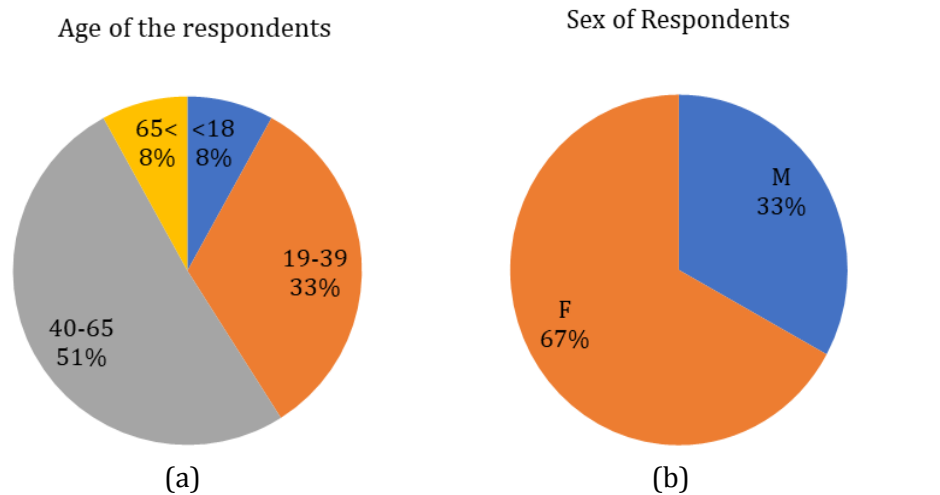 Age of the respondents
65<
8%
<18
8%
19-39
33%
40-65
51%
(a)
Sex of Respondents
M
33%
F
67%
(b)